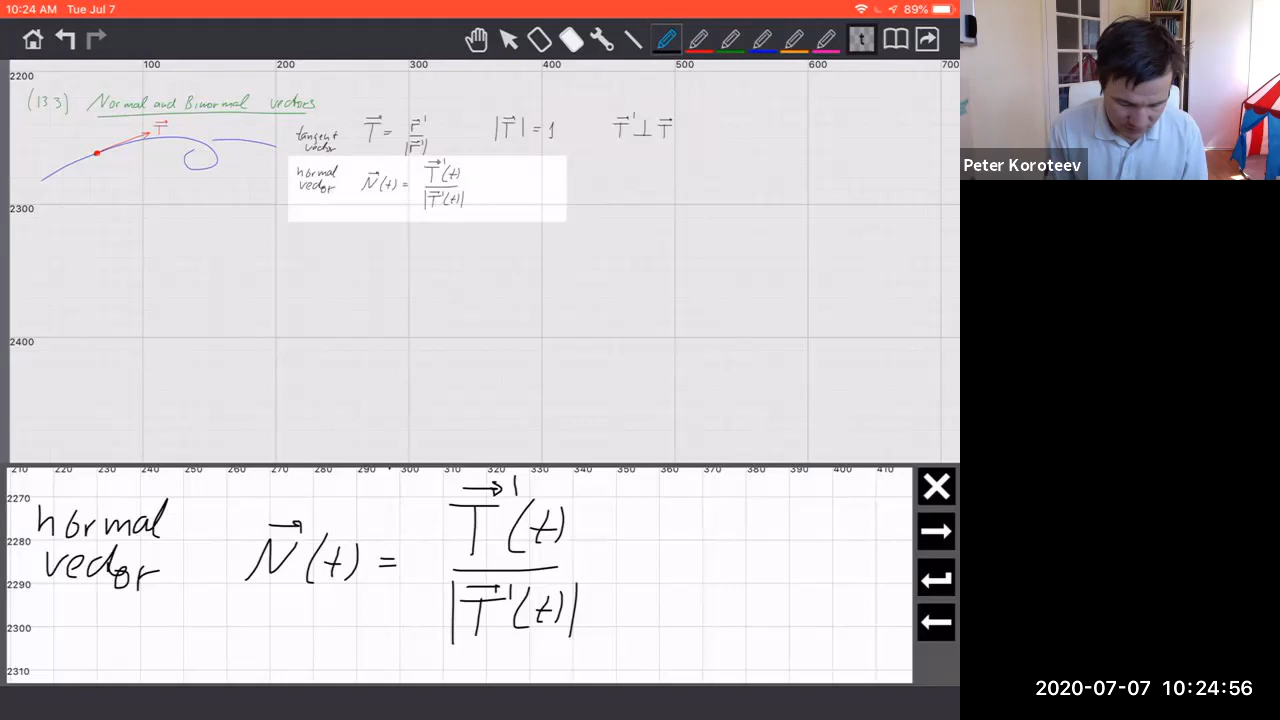 10:24 AM Tue Jul 7
89%
t
100 200 300 400 500 600 700
2200
(13.3) Normal and Binormal vectors
T
tangent vector T = r' / |r'| |T| = 1 T' ⊥ T
normal vector N(t) = T'(t) / |T'(t)|
2300
2400
Peter Koroteev
210 220 230 240 250 260 270 280 290 300 310 320 330 340 350 360 370 380 390 400 410
2270
2280
2290
2300
2310
normal vector N(t) = T'(t) / |T'(t)|
2020-07-07 10:24:56